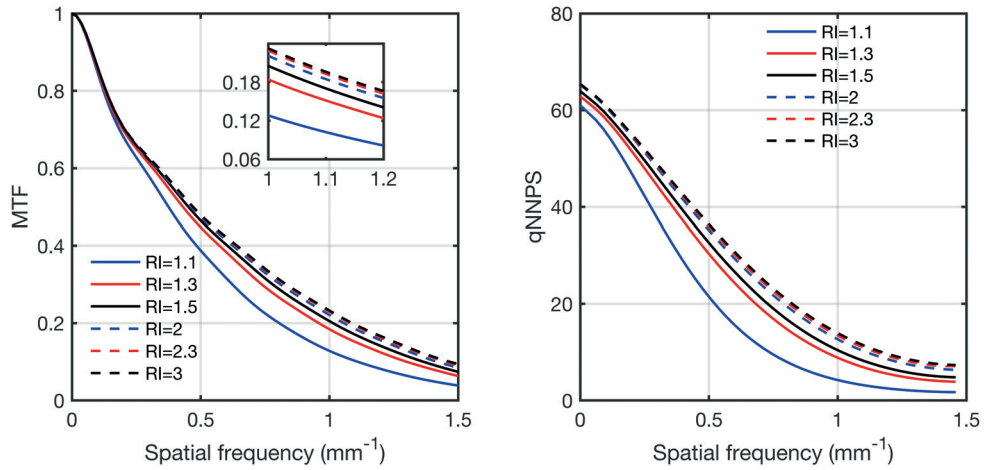 MTF
1
0.8
0.6
0.4
0.2
0
0 0.5 1 1.5
Spatial frequency (mm⁻¹)
0.18
0.12
0.06
1 1.1 1.2
RI=1.1
RI=1.3
RI=1.5
RI=2
RI=2.3
RI=3
qNNPS
80
60
40
20
0
0 0.5 1 1.5
Spatial frequency (mm⁻¹)
RI=1.1
RI=1.3
RI=1.5
RI=2
RI=2.3
RI=3